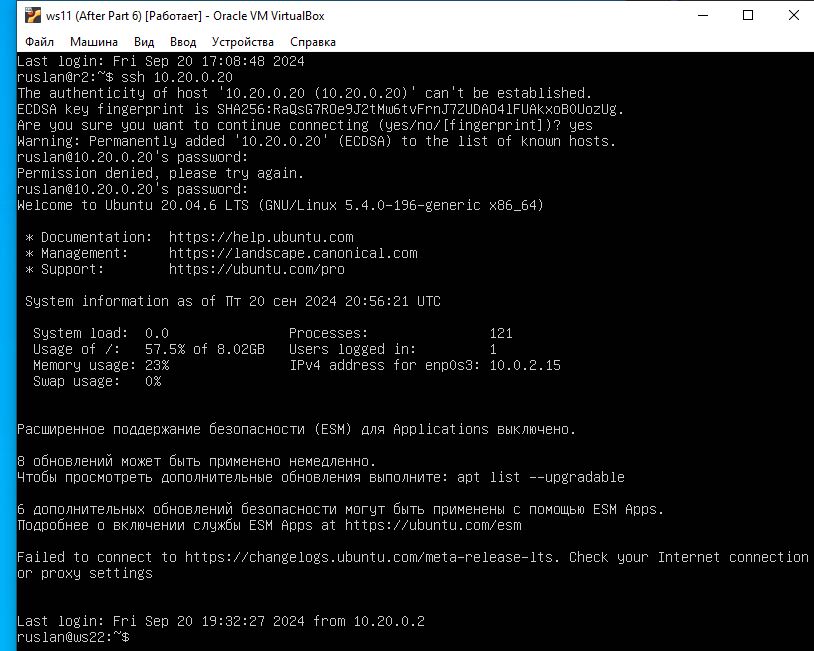 ws11 (After Part 6) [Работает] - Oracle VM VirtualBox
Файл Машина Вид Ввод Устройства Справка
Last login: Fri Sep 20 17:08:48 2024
ruslan@r2:~$ ssh 10.20.0.20
The authenticity of host '10.20.0.20 (10.20.0.20)' can't be established.
ECDSA key fingerprint is SHA256:RaQsG7ROe9J2tMw6tvFrnJ7ZUDAO4lFUAkxoBOUozUg.
Are you sure you want to continue connecting (yes/no/[fingerprint])? yes
Warning: Permanently added '10.20.0.20' (ECDSA) to the list of known hosts.
ruslan@10.20.0.20's password:
Permission denied, please try again.
ruslan@10.20.0.20's password:
Welcome to Ubuntu 20.04.6 LTS (GNU/Linux 5.4.0-196-generic x86_64)
* Documentation: https://help.ubuntu.com
* Management: https://landscape.canonical.com
* Support: https://ubuntu.com/pro
System information as of Пт 20 сен 2024 20:56:21 UTC
System load: 0.0 Processes: 121
Usage of /: 57.5% of 8.02GB Users logged in: 1
Memory usage: 23% IPv4 address for enp0s3: 10.0.2.15
Swap usage: 0%
Расширенное поддержание безопасности (ESM) для Applications выключено.
8 обновлений может быть применено немедленно.
Чтобы просмотреть дополнительные обновления выполните: apt list --upgradable
6 дополнительных обновлений безопасности могут быть применены с помощью ESM Apps.
Подробнее о включении службы ESM Apps at https://ubuntu.com/esm
Failed to connect to https://changelogs.ubuntu.com/meta-release-lts. Check your Internet connection
or proxy settings
Last login: Fri Sep 20 19:32:27 2024 from 10.20.0.2
ruslan@ws22:~$